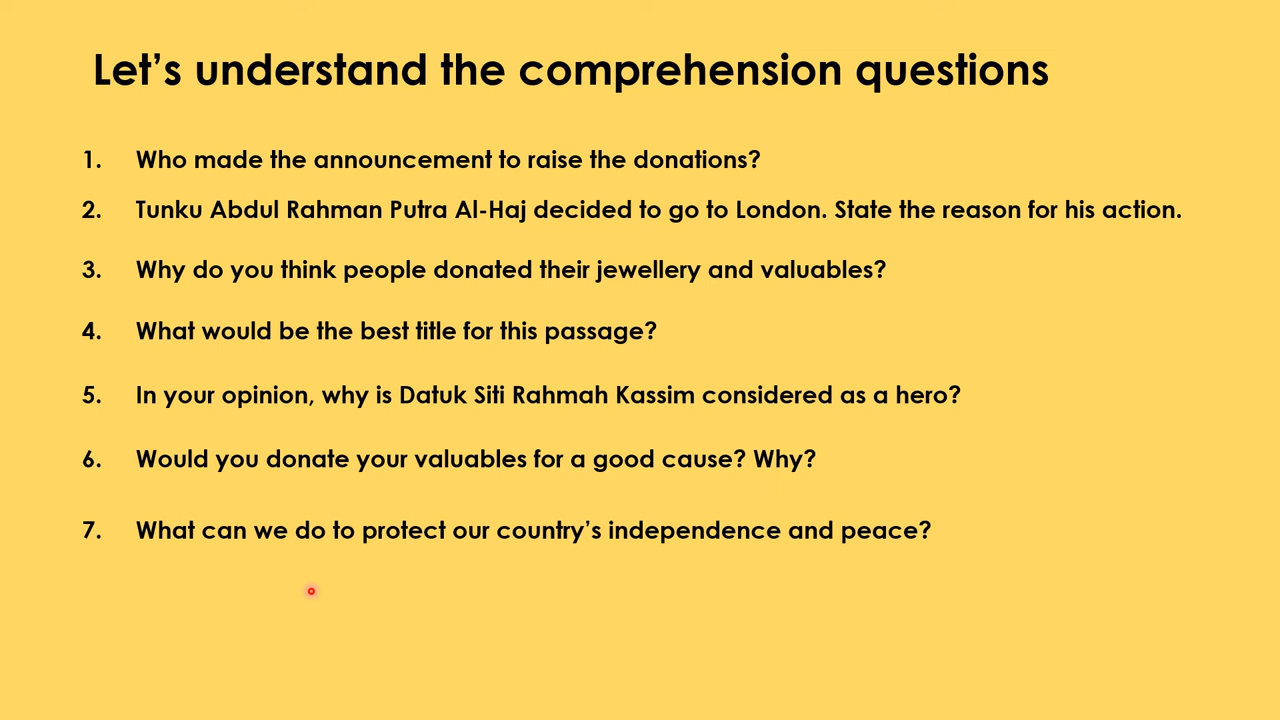 Let’s understand the comprehension questions
1. Who made the announcement to raise the donations?
2. Tunku Abdul Rahman Putra Al-Haj decided to go to London. State the reason for his action.
3. Why do you think people donated their jewellery and valuables?
4. What would be the best title for this passage?
5. In your opinion, why is Datuk Siti Rahmah Kassim considered as a hero?
6. Would you donate your valuables for a good cause? Why?
7. What can we do to protect our country’s independence and peace?